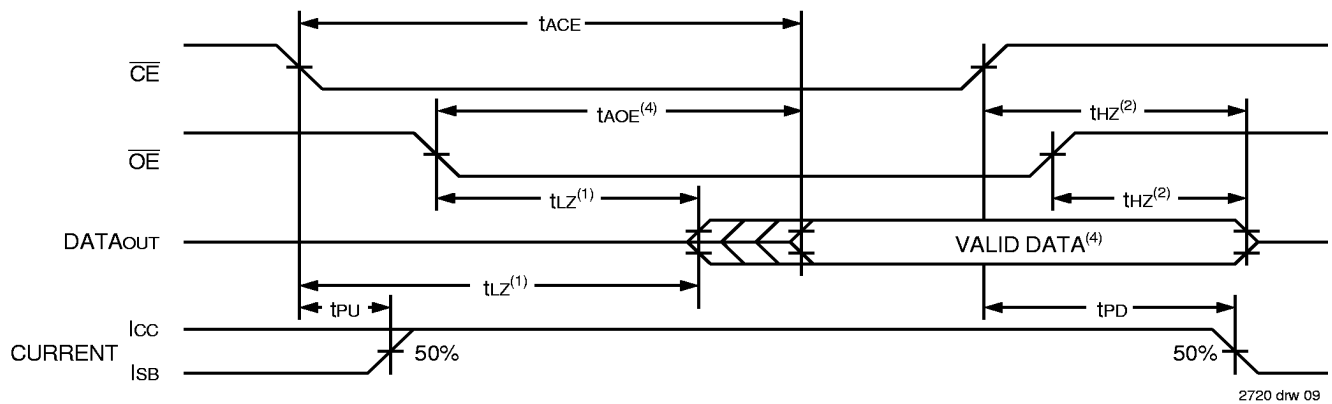 tACE
CE
tAOE(4)
tHZ(2)
OE
tLZ(1)
tHZ(2)
DATAOUT
VALID DATA(4)
tLZ(1)
tPU
tPD
ICC
CURRENT
50%
50%
ISB
2720 drw 09